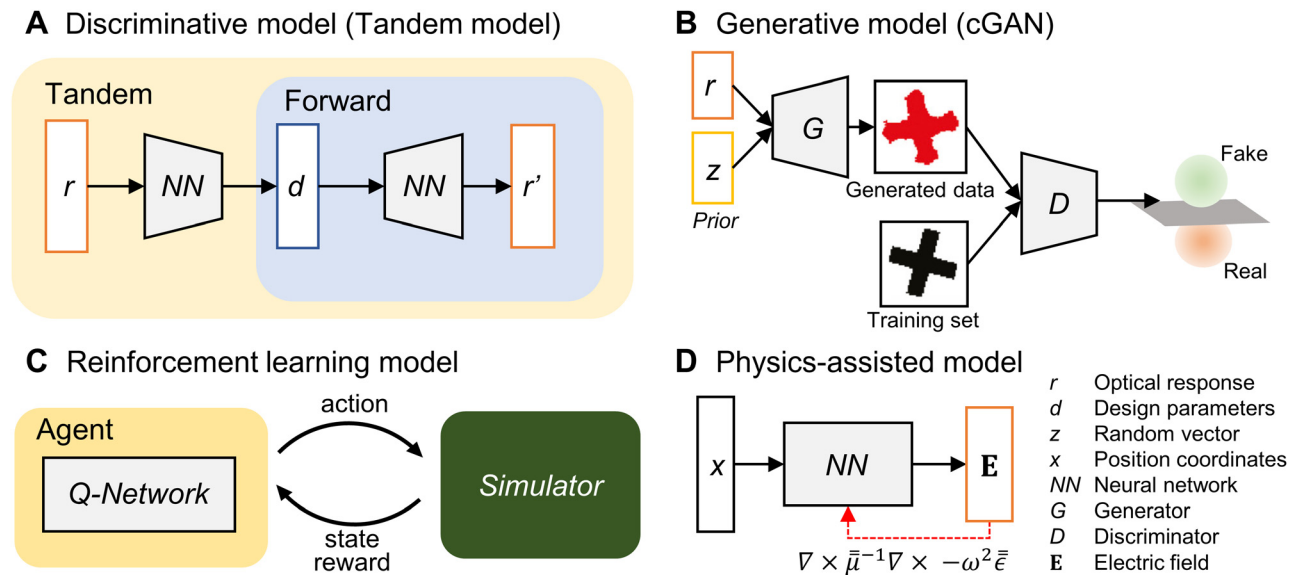 A Discriminative model (Tandem model)
Tandem
Forward
r
NN
d
NN
r’
B Generative model (cGAN)
r
z
Prior
G
Generated data
Training set
D
Fake
Real
C Reinforcement learning model
Agent
Q-Network
action
state
reward
Simulator
D Physics-assisted model
x
NN
E
∇ × μ̿⁻¹∇ × −ω²ε̿
r Optical response
d Design parameters
z Random vector
x Position coordinates
NN Neural network
G Generator
D Discriminator
E Electric field